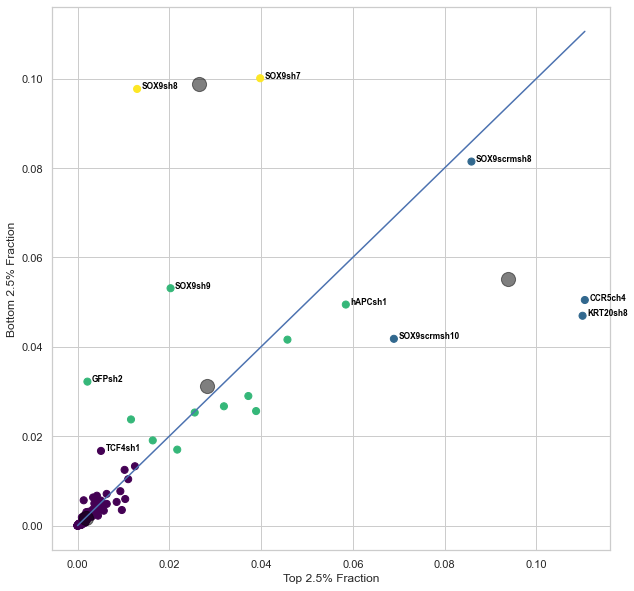 0.10
0.08
0.06
0.04
0.02
0.00
Bottom 2.5% Fraction
SOX9sh8
SOX9sh7
SOX9scrmsh8
SOX9sh9
hAPCsh1
CCR5ch4
KRT20sh8
SOX9scrmsh10
GFPsh2
TCF4sh1
0.00
0.02
0.04
0.06
0.08
0.10
Top 2.5% Fraction